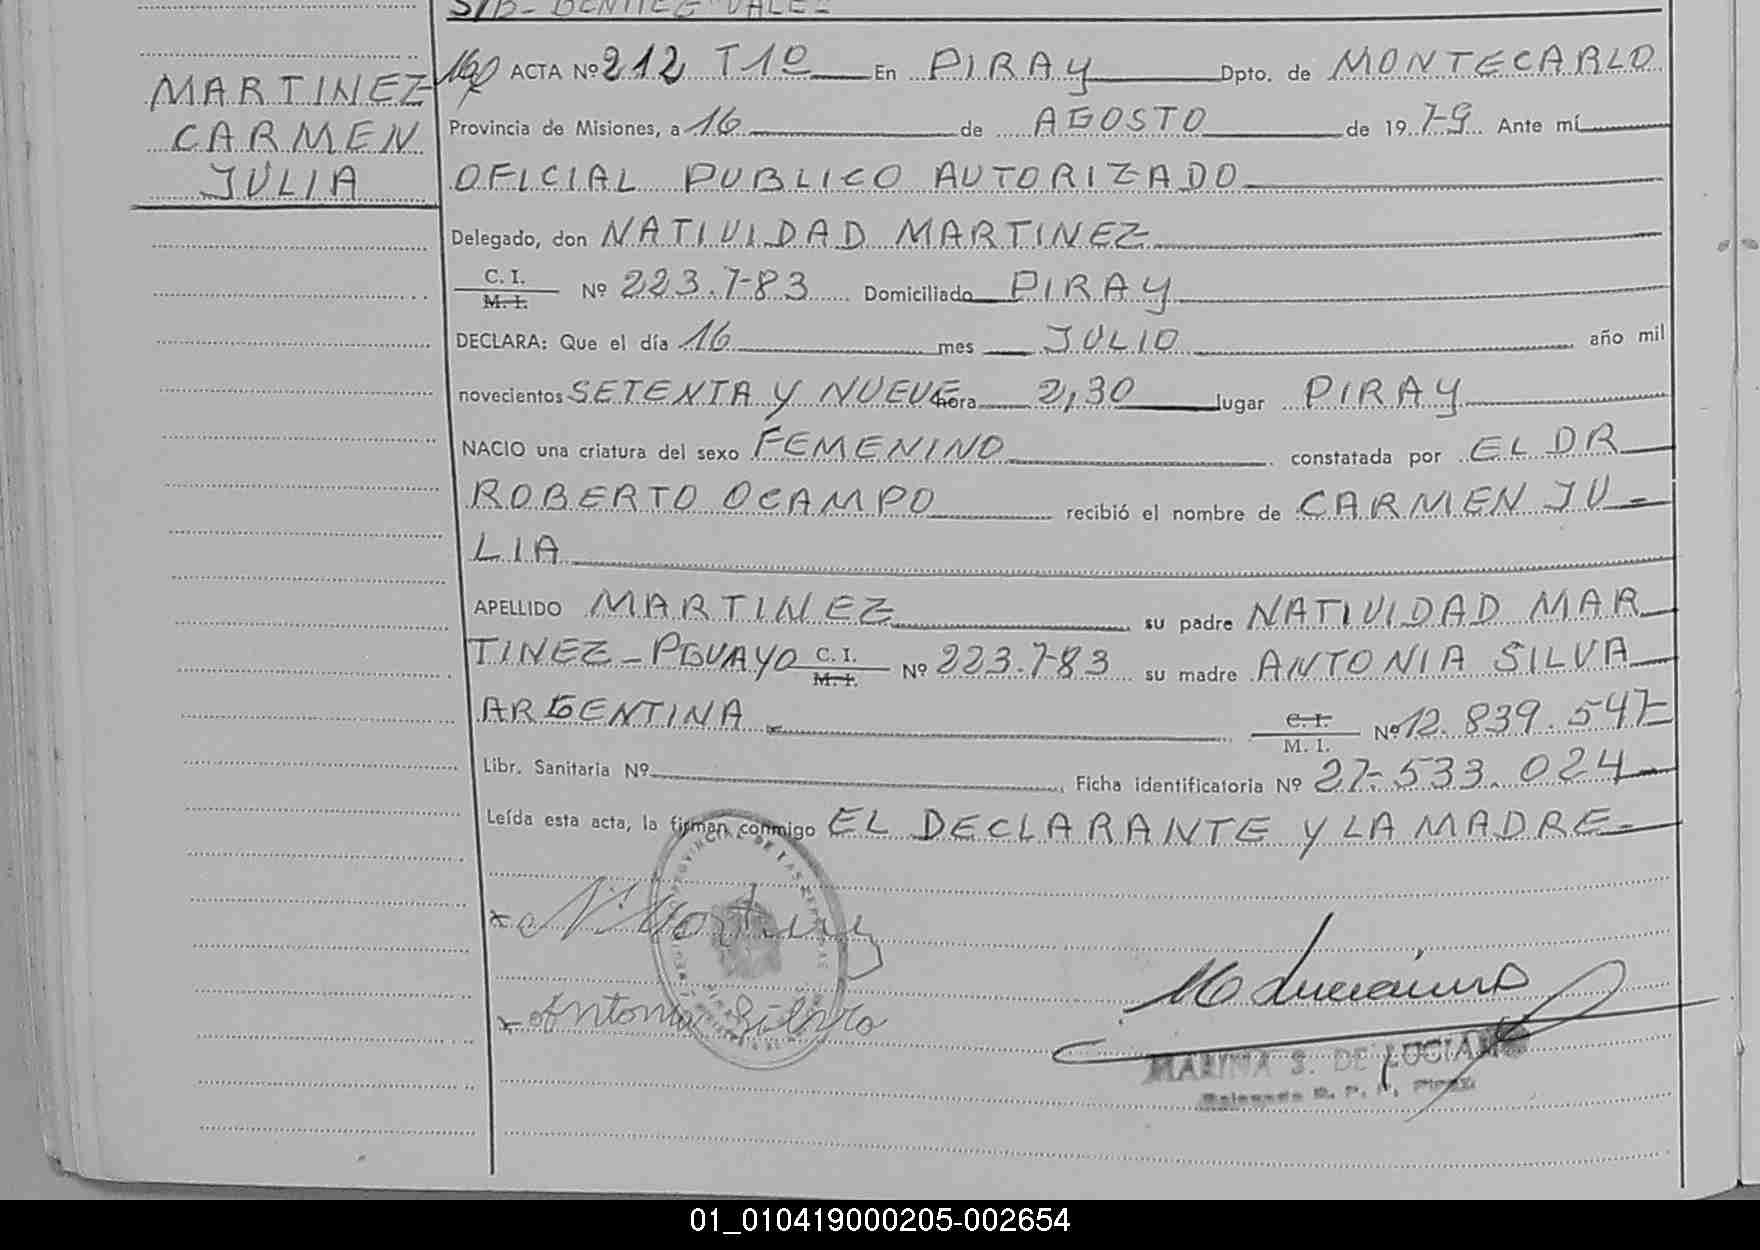 S/D- BENITEZ VALE-
MARTINEZ
CARMEN
JULIA
ACTA Nº 212 T1º En PIRAY Dpto. de MONTECARLO
Provincia de Misiones, a 16 de AGOSTO de 1979 Ante mí
OFICIAL PUBLICO AUTORIZADO
Delegado, don NATIVIDAD MARTINEZ
C. I. M. I. Nº 223.783 Domiciliado PIRAY
DECLARA: Que el día 16 mes JULIO año mil
novecientos SETENTA Y NUEVE hora 2,30 lugar PIRAY
NACIO una criatura del sexo FEMENINO constatada por EL DR
ROBERTO OCAMPO recibió el nombre de CARMEN JU-
LIA
APELLIDO MARTINEZ su padre NATIVIDAD MAR
TINEZ - PGUAYO C. I. M. I. Nº 223.783 su madre ANTONIA SILVA
ARGENTINA C. I. M. I. Nº 12.839.547
Libr. Sanitaria Nº Ficha identificatoria Nº 27.533.024
Leída esta acta, la firman conmigo EL DECLARANTE Y LA MADRE-
Antonia Silva
MARINA S. DE LUCIANO
01_010419000205-002654